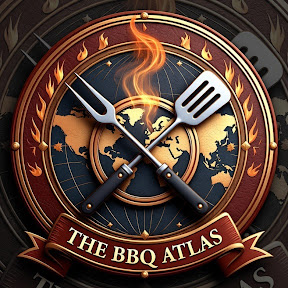 THE BBQ ATLAS